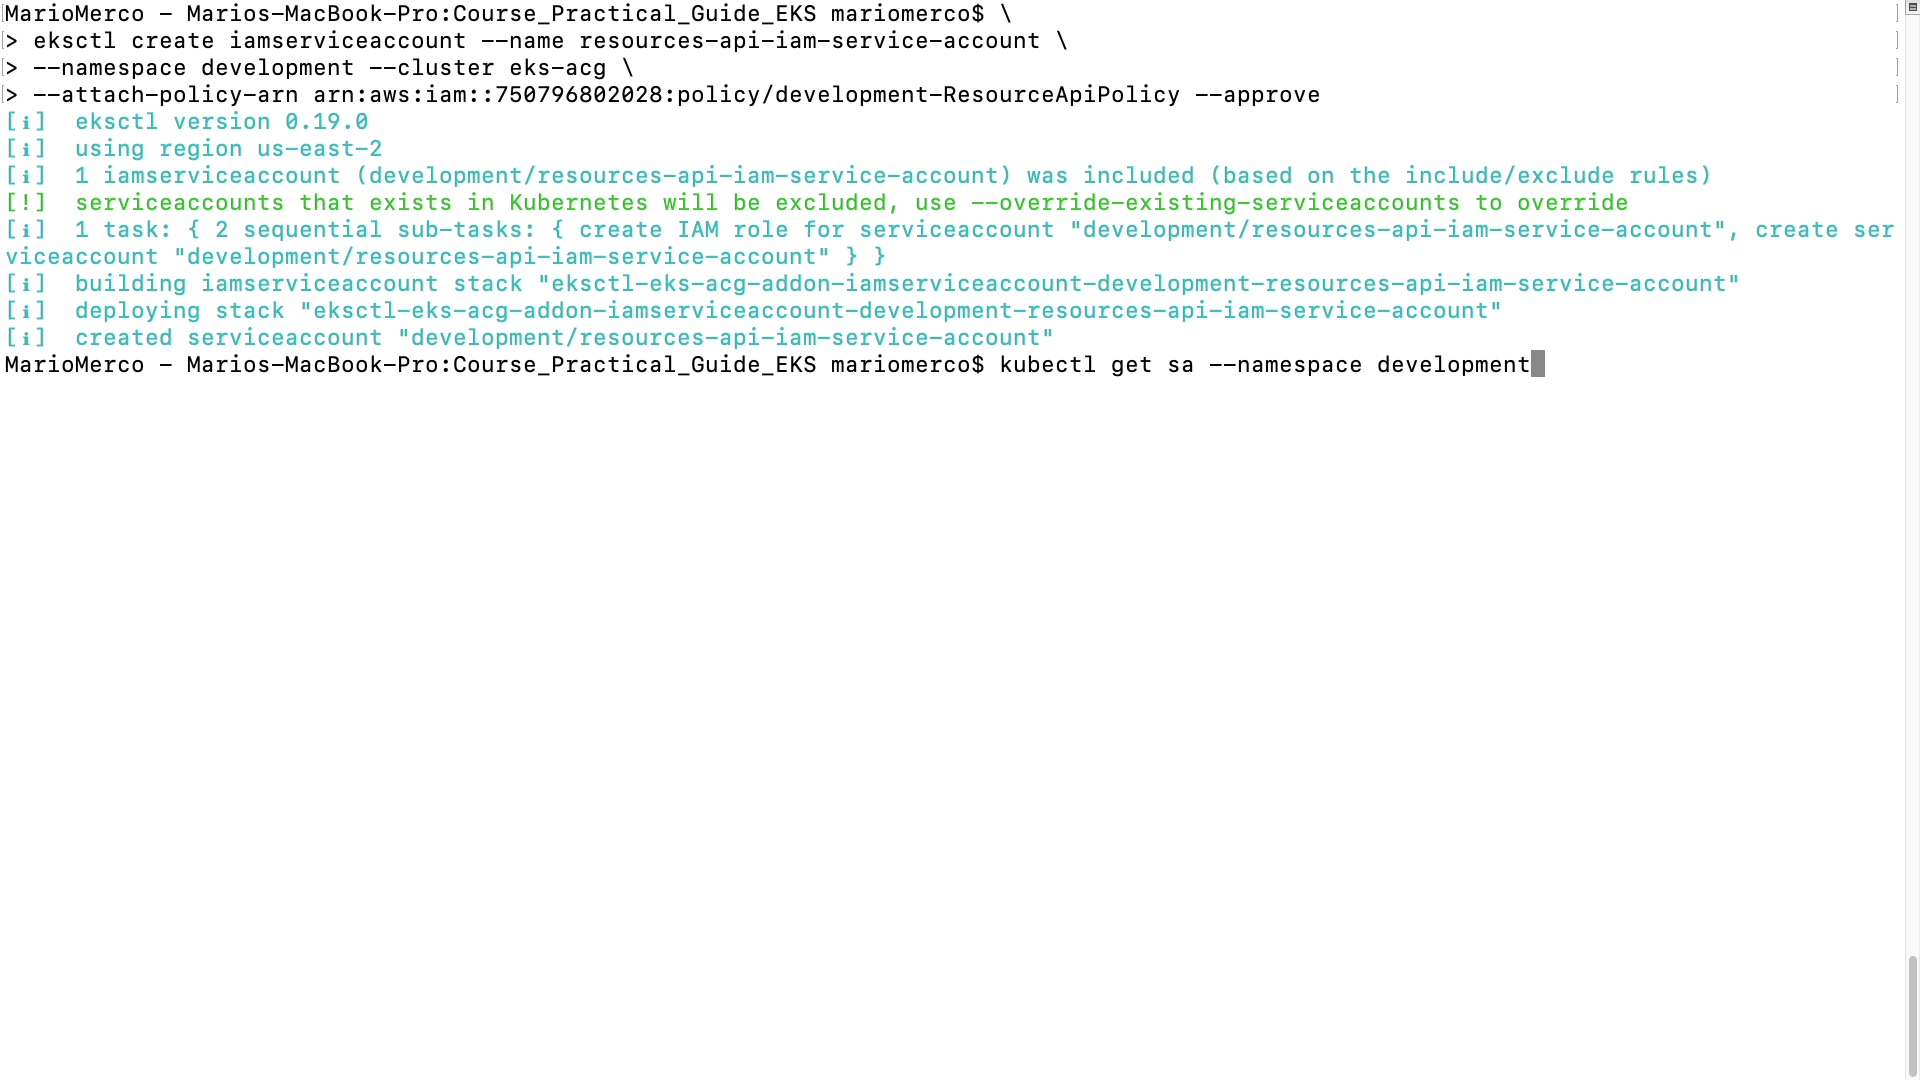 MarioMerco – Marios-MacBook-Pro:Course_Practical_Guide_EKS mariomerco$ \
> eksctl create iamserviceaccount --name resources-api-iam-service-account \
> --namespace development --cluster eks-acg \
> --attach-policy-arn arn:aws:iam::750796802028:policy/development-ResourceApiPolicy --approve
[ℹ]  eksctl version 0.19.0
[ℹ]  using region us-east-2
[ℹ]  1 iamserviceaccount (development/resources-api-iam-service-account) was included (based on the include/exclude rules)
[!]  serviceaccounts that exists in Kubernetes will be excluded, use --override-existing-serviceaccounts to override
[ℹ]  1 task: { 2 sequential sub-tasks: { create IAM role for serviceaccount "development/resources-api-iam-service-account", create ser
viceaccount "development/resources-api-iam-service-account" } }
[ℹ]  building iamserviceaccount stack "eksctl-eks-acg-addon-iamserviceaccount-development-resources-api-iam-service-account"
[ℹ]  deploying stack "eksctl-eks-acg-addon-iamserviceaccount-development-resources-api-iam-service-account"
[ℹ]  created serviceaccount "development/resources-api-iam-service-account"
MarioMerco – Marios-MacBook-Pro:Course_Practical_Guide_EKS mariomerco$ kubectl get sa --namespace development